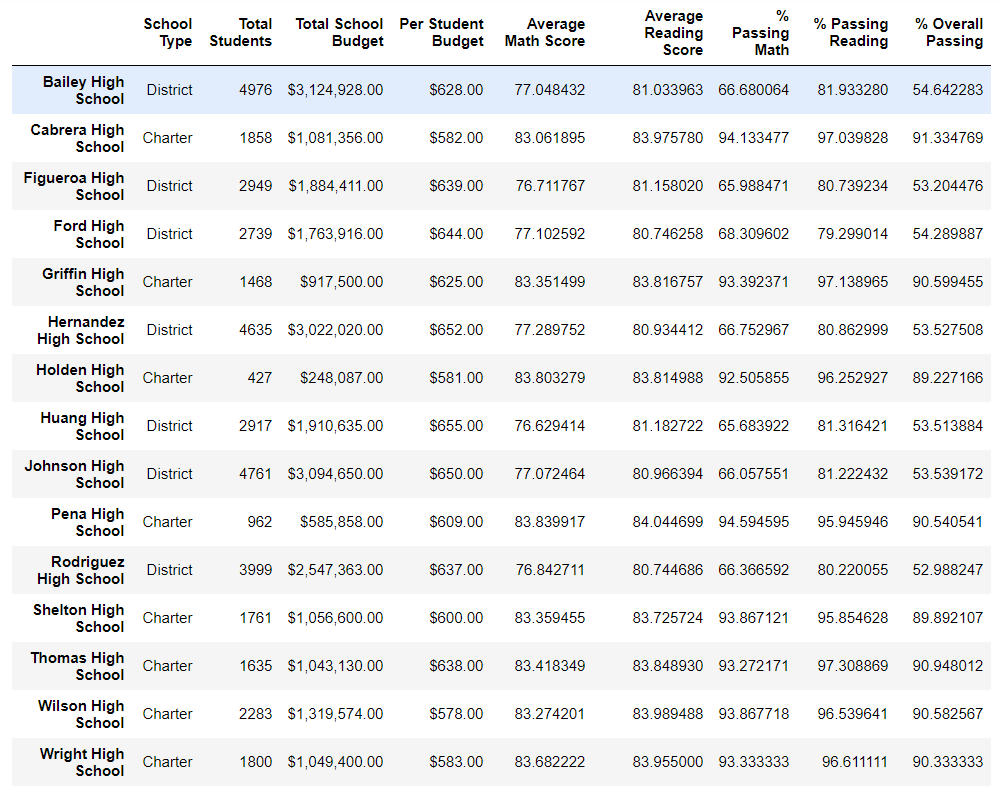 School Type Total Students Total School Budget Per Student Budget Average Math Score Average Reading Score % Passing Math % Passing Reading % Overall Passing
Bailey High School District 4976 $3,124,928.00 $628.00 77.048432 81.033963 66.680064 81.933280 54.642283
Cabrera High School Charter 1858 $1,081,356.00 $582.00 83.061895 83.975780 94.133477 97.039828 91.334769
Figueroa High School District 2949 $1,884,411.00 $639.00 76.711767 81.158020 65.988471 80.739234 53.204476
Ford High School District 2739 $1,763,916.00 $644.00 77.102592 80.746258 68.309602 79.299014 54.289887
Griffin High School Charter 1468 $917,500.00 $625.00 83.351499 83.816757 93.392371 97.138965 90.599455
Hernandez High School District 4635 $3,022,020.00 $652.00 77.289752 80.934412 66.752967 80.862999 53.527508
Holden High School Charter 427 $248,087.00 $581.00 83.803279 83.814988 92.505855 96.252927 89.227166
Huang High School District 2917 $1,910,635.00 $655.00 76.629414 81.182722 65.683922 81.316421 53.513884
Johnson High School District 4761 $3,094,650.00 $650.00 77.072464 80.966394 66.057551 81.222432 53.539172
Pena High School Charter 962 $585,858.00 $609.00 83.839917 84.044699 94.594595 95.945946 90.540541
Rodriguez High School District 3999 $2,547,363.00 $637.00 76.842711 80.744686 66.366592 80.220055 52.988247
Shelton High School Charter 1761 $1,056,600.00 $600.00 83.359455 83.725724 93.867121 95.854628 89.892107
Thomas High School Charter 1635 $1,043,130.00 $638.00 83.418349 83.848930 93.272171 97.308869 90.948012
Wilson High School Charter 2283 $1,319,574.00 $578.00 83.274201 83.989488 93.867718 96.539641 90.582567
Wright High School Charter 1800 $1,049,400.00 $583.00 83.682222 83.955000 93.333333 96.611111 90.333333